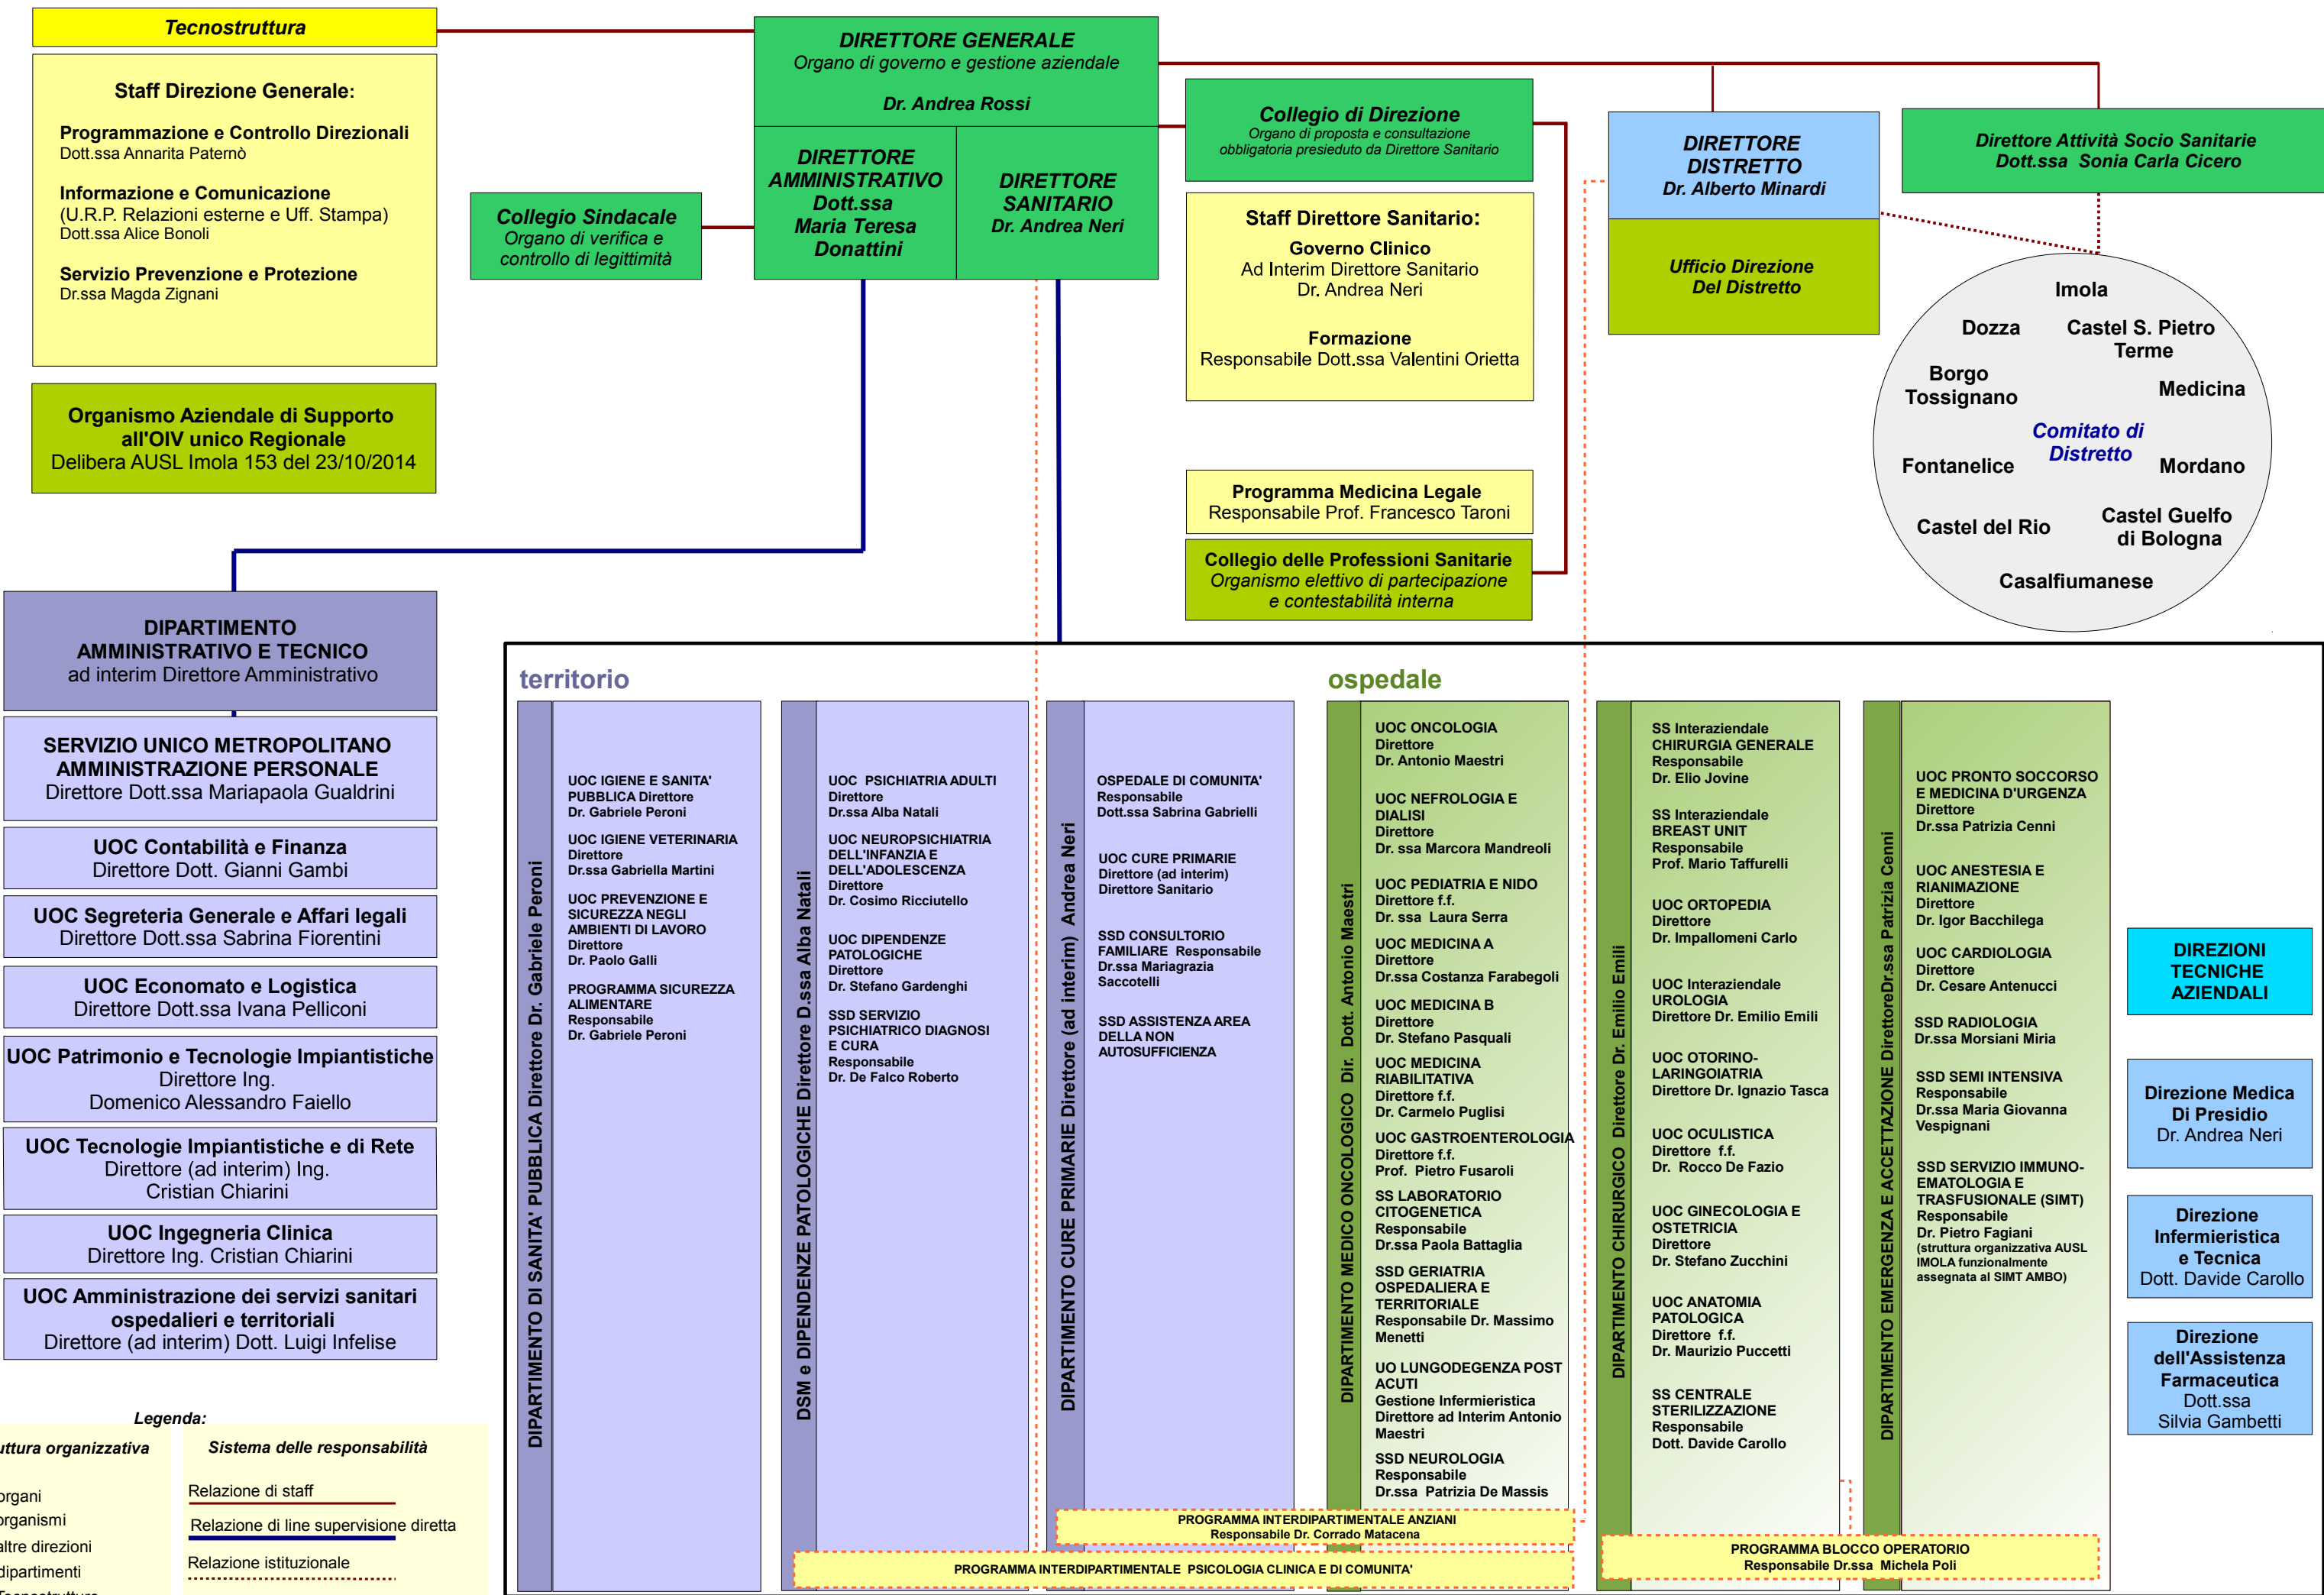 Tecnostruttura
Staff Direzione Generale:
Programmazione e Controllo Direzionali
Dott.ssa Annarita Paternò
Informazione e Comunicazione
(U.R.P. Relazioni esterne e Uff. Stampa)
Dott.ssa Alice Bonoli
Servizio Prevenzione e Protezione
Dr.ssa Magda Zignani
Organismo Aziendale di Supporto
all'OIV unico Regionale
Delibera AUSL Imola 153 del 23/10/2014
DIRETTORE GENERALE
Organo di governo e gestione aziendale
Dr. Andrea Rossi
DIRETTORE
AMMINISTRATIVO
Dott.ssa
Maria Teresa
Donattini
DIRETTORE
SANITARIO
Dr. Andrea Neri
Collegio Sindacale
Organo di verifica e
controllo di legittimità
Collegio di Direzione
Organo di proposta e consultazione
obbligatoria presieduto da Direttore Sanitario
Staff Direttore Sanitario:
Governo Clinico
Ad Interim Direttore Sanitario
Dr. Andrea Neri
Formazione
Responsabile Dott.ssa Valentini Orietta
Programma Medicina Legale
Responsabile Prof. Francesco Taroni
Collegio delle Professioni Sanitarie
Organismo elettivo di partecipazione
e contestabilità interna
DIRETTORE
DISTRETTO
Dr. Alberto Minardi
Ufficio Direzione
Del Distretto
Direttore Attività Socio Sanitarie
Dott.ssa Sonia Carla Cicero
Imola
Dozza
Castel S. Pietro
Terme
Borgo
Tossignano
Medicina
Comitato di
Distretto
Fontanelice
Mordano
Castel del Rio
Castel Guelfo
di Bologna
Casalfiumanese
DIPARTIMENTO
AMMINISTRATIVO E TECNICO
ad interim Direttore Amministrativo
SERVIZIO UNICO METROPOLITANO
AMMINISTRAZIONE PERSONALE
Direttore Dott.ssa Mariapaola Gualdrini
UOC Contabilità e Finanza
Direttore Dott. Gianni Gambi
UOC Segreteria Generale e Affari legali
Direttore Dott.ssa Sabrina Fiorentini
UOC Economato e Logistica
Direttore Dott.ssa Ivana Pelliconi
UOC Patrimonio e Tecnologie Impiantistiche
Direttore Ing.
Domenico Alessandro Faiello
UOC Tecnologie Impiantistiche e di Rete
Direttore (ad interim) Ing.
Cristian Chiarini
UOC Ingegneria Clinica
Direttore Ing. Cristian Chiarini
UOC Amministrazione dei servizi sanitari
ospedalieri e territoriali
Direttore (ad interim) Dott. Luigi Infelise
Legenda:
uttura organizzativa
organi
organismi
altre direzioni
dipartimenti
Tecnostruttura
Sistema delle responsabilità
Relazione di staff
Relazione di line supervisione diretta
Relazione istituzionale
territorio
DIPARTIMENTO DI SANITA' PUBBLICA Direttore Dr. Gabriele Peroni
UOC IGIENE E SANITA'
PUBBLICA Direttore
Dr. Gabriele Peroni
UOC IGIENE VETERINARIA
Direttore
Dr.ssa Gabriella Martini
UOC PREVENZIONE E
SICUREZZA NEGLI
AMBIENTI DI LAVORO
Direttore
Dr. Paolo Galli
PROGRAMMA SICUREZZA
ALIMENTARE
Responsabile
Dr. Gabriele Peroni
DSM e DIPENDENZE PATOLOGICHE Direttore D.ssa Alba Natali
UOC PSICHIATRIA ADULTI
Direttore
Dr.ssa Alba Natali
UOC NEUROPSICHIATRIA
DELL'INFANZIA E
DELL'ADOLESCENZA
Direttore
Dr. Cosimo Ricciutello
UOC DIPENDENZE
PATOLOGICHE
Direttore
Dr. Stefano Gardenghi
SSD SERVIZIO
PSICHIATRICO DIAGNOSI
E CURA
Responsabile
Dr. De Falco Roberto
DIPARTIMENTO CURE PRIMARIE Direttore (ad interim) Andrea Neri
OSPEDALE DI COMUNITA'
Responsabile
Dott.ssa Sabrina Gabrielli
UOC CURE PRIMARIE
Direttore (ad interim)
Direttore Sanitario
SSD CONSULTORIO
FAMILIARE Responsabile
Dr.ssa Mariagrazia
Saccotelli
SSD ASSISTENZA AREA
DELLA NON
AUTOSUFFICIENZA
ospedale
DIPARTIMENTO MEDICO ONCOLOGICO Dir. Dott. Antonio Maestri
UOC ONCOLOGIA
Direttore
Dr. Antonio Maestri
UOC NEFROLOGIA E
DIALISI
Direttore
Dr. ssa Marcora Mandreoli
UOC PEDIATRIA E NIDO
Direttore f.f.
Dr. ssa Laura Serra
UOC MEDICINA A
Direttore
Dr.ssa Costanza Farabegoli
UOC MEDICINA B
Direttore
Dr. Stefano Pasquali
UOC MEDICINA
RIABILITATIVA
Direttore f.f.
Dr. Carmelo Puglisi
UOC GASTROENTEROLOGIA
Direttore f.f.
Prof. Pietro Fusaroli
SS LABORATORIO
CITOGENETICA
Responsabile
Dr.ssa Paola Battaglia
SSD GERIATRIA
OSPEDALIERA E
TERRITORIALE
Responsabile Dr. Massimo
Menetti
UO LUNGODEGENZA POST
ACUTI
Gestione Infermieristica
Direttore ad Interim Antonio
Maestri
SSD NEUROLOGIA
Responsabile
Dr.ssa Patrizia De Massis
DIPARTIMENTO CHIRURGICO Direttore Dr. Emilio Emili
SS Interaziendale
CHIRURGIA GENERALE
Responsabile
Dr. Elio Jovine
SS Interaziendale
BREAST UNIT
Responsabile
Prof. Mario Taffurelli
UOC ORTOPEDIA
Direttore
Dr. Impallomeni Carlo
UOC Interaziendale
UROLOGIA
Direttore Dr. Emilio Emili
UOC OTORINO-
LARINGOIATRIA
Direttore Dr. Ignazio Tasca
UOC OCULISTICA
Direttore f.f.
Dr. Rocco De Fazio
UOC GINECOLOGIA E
OSTETRICIA
Direttore
Dr. Stefano Zucchini
UOC ANATOMIA
PATOLOGICA
Direttore f.f.
Dr. Maurizio Puccetti
SS CENTRALE
STERILIZZAZIONE
Responsabile
Dott. Davide Carollo
DIPARTIMENTO EMERGENZA E ACCETTAZIONE DirettoreDr.ssa Patrizia Cenni
UOC PRONTO SOCCORSO
E MEDICINA D'URGENZA
Direttore
Dr.ssa Patrizia Cenni
UOC ANESTESIA E
RIANIMAZIONE
Direttore
Dr. Igor Bacchilega
UOC CARDIOLOGIA
Direttore
Dr. Cesare Antenucci
SSD RADIOLOGIA
Dr.ssa Morsiani Miria
SSD SEMI INTENSIVA
Responsabile
Dr.ssa Maria Giovanna
Vespignani
SSD SERVIZIO IMMUNO-
EMATOLOGIA E
TRASFUSIONALE (SIMT)
Responsabile
Dr. Pietro Fagiani
(struttura organizzativa AUSL
IMOLA funzionalmente
assegnata al SIMT AMBO)
DIREZIONI
TECNICHE
AZIENDALI
Direzione Medica
Di Presidio
Dr. Andrea Neri
Direzione
Infermieristica
e Tecnica
Dott. Davide Carollo
Direzione
dell'Assistenza
Farmaceutica
Dott.ssa
Silvia Gambetti
PROGRAMMA INTERDIPARTIMENTALE ANZIANI
Responsabile Dr. Corrado Matacena
PROGRAMMA INTERDIPARTIMENTALE PSICOLOGIA CLINICA E DI COMUNITA'
PROGRAMMA BLOCCO OPERATORIO
Responsabile Dr.ssa Michela Poli